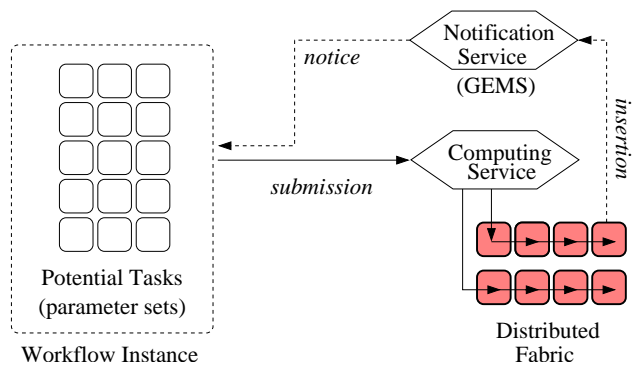 Notification
Service
(GEMS)
notice
insertion
Computing
Service
submission
Potential Tasks
(parameter sets)
Workflow Instance
Distributed
Fabric